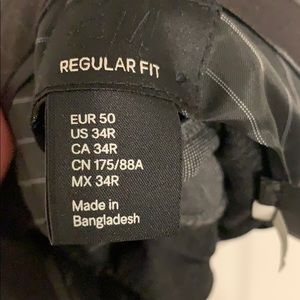 REGULAR FIT
EUR 50
US 34R
CA 34R
CN 175/88A
MX 34R
Made in
Bangladesh